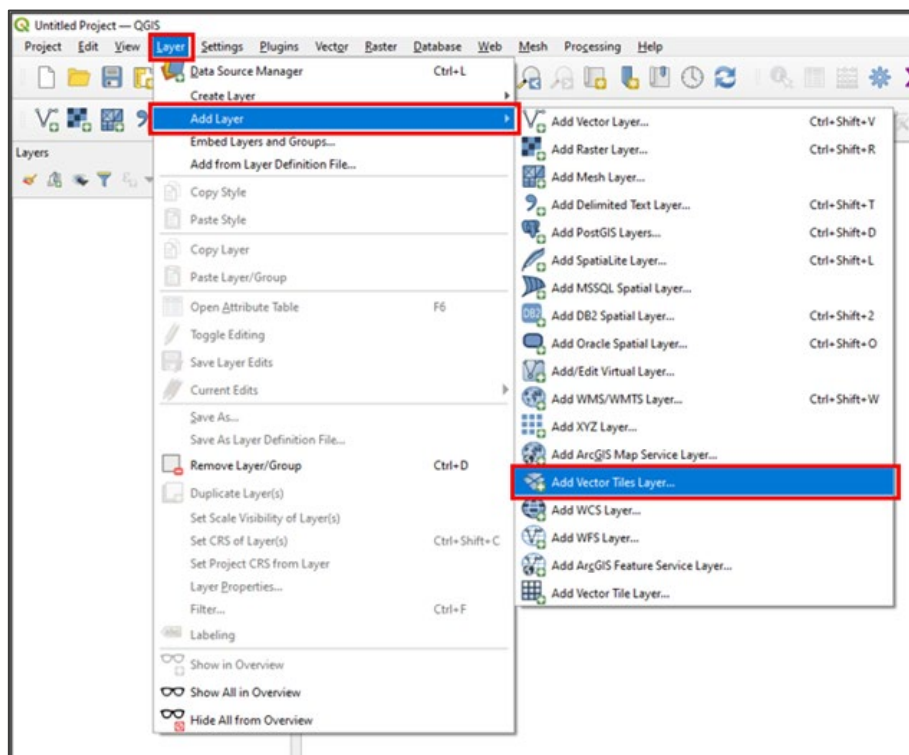 Untitled Project — QGIS
Project Edit View Layer Settings Plugins Vector Raster Database Web Mesh Processing Help
Data Source Manager Ctrl+L
Create Layer
Add Layer
Embed Layers and Groups...
Add from Layer Definition File...
Copy Style
Paste Style
Copy Layer
Paste Layer/Group
Open Attribute Table F6
Toggle Editing
Save Layer Edits
Current Edits
Save As...
Save As Layer Definition File...
Remove Layer/Group Ctrl+D
Duplicate Layer(s)
Set Scale Visibility of Layer(s)
Set CRS of Layer(s) Ctrl+Shift+C
Set Project CRS from Layer
Layer Properties...
Filter... Ctrl+F
Labeling
Show in Overview
Show All in Overview
Hide All from Overview
Layers
Add Vector Layer... Ctrl+Shift+V
Add Raster Layer... Ctrl+Shift+R
Add Mesh Layer...
Add Delimited Text Layer... Ctrl+Shift+T
Add PostGIS Layers... Ctrl+Shift+D
Add SpatiaLite Layer... Ctrl+Shift+L
Add MSSQL Spatial Layer...
DB2 Add DB2 Spatial Layer... Ctrl+Shift+2
Add Oracle Spatial Layer... Ctrl+Shift+O
Add/Edit Virtual Layer...
Add WMS/WMTS Layer... Ctrl+Shift+W
Add XYZ Layer...
Add ArcGIS Map Service Layer...
Add Vector Tiles Layer...
Add WCS Layer...
Add WFS Layer...
Add ArcGIS Feature Service Layer...
Add Vector Tile Layer...